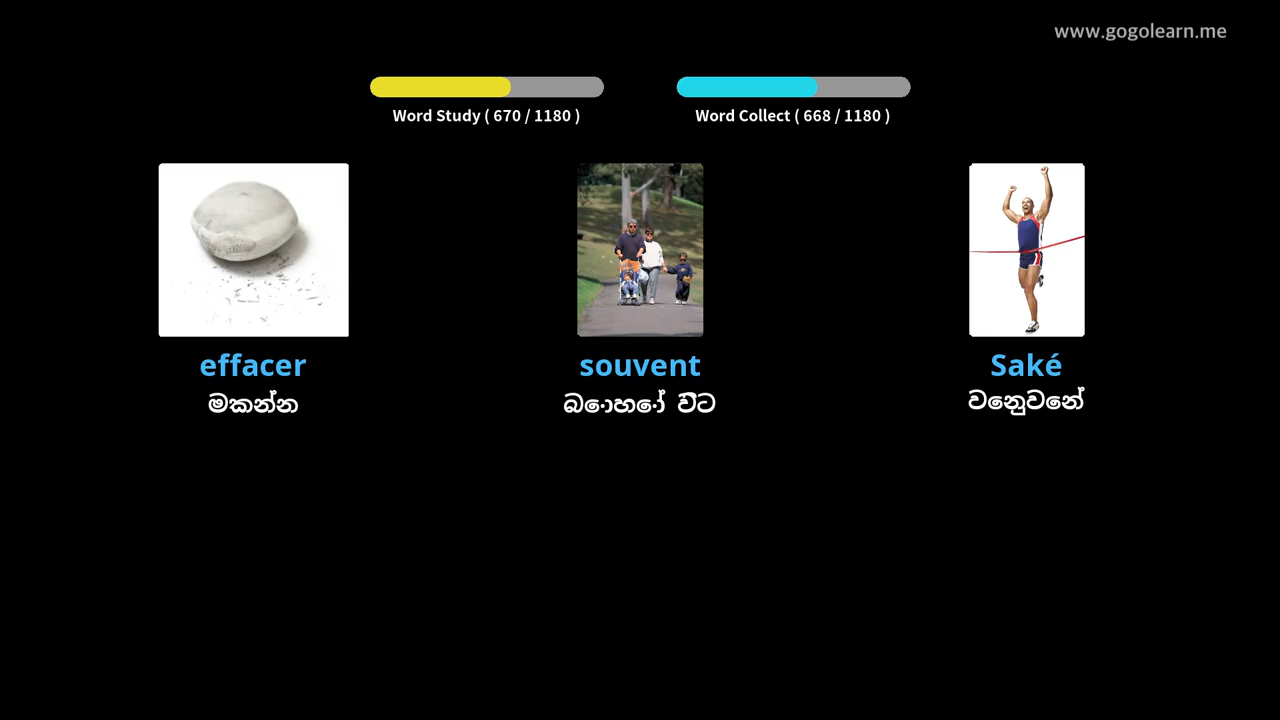 www.gogolearn.me
Word Study ( 670 / 1180 )
Word Collect ( 668 / 1180 )
effacer
souvent
Saké
මකන්න
බොහෝ විට
වනුෙවනේ